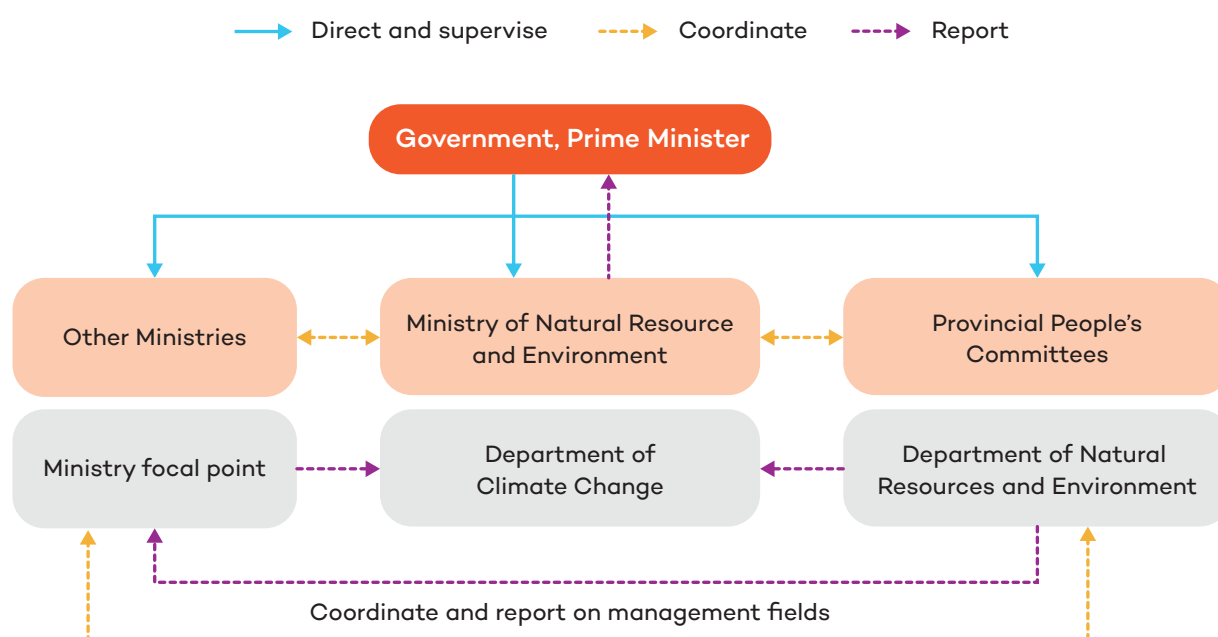 Direct and supervise
Coordinate
Report
Government, Prime Minister
Other Ministries
Ministry of Natural Resource
and Environment
Provincial People's
Committees
Ministry focal point
Department of
Climate Change
Department of Natural
Resources and Environment
Coordinate and report on management fields